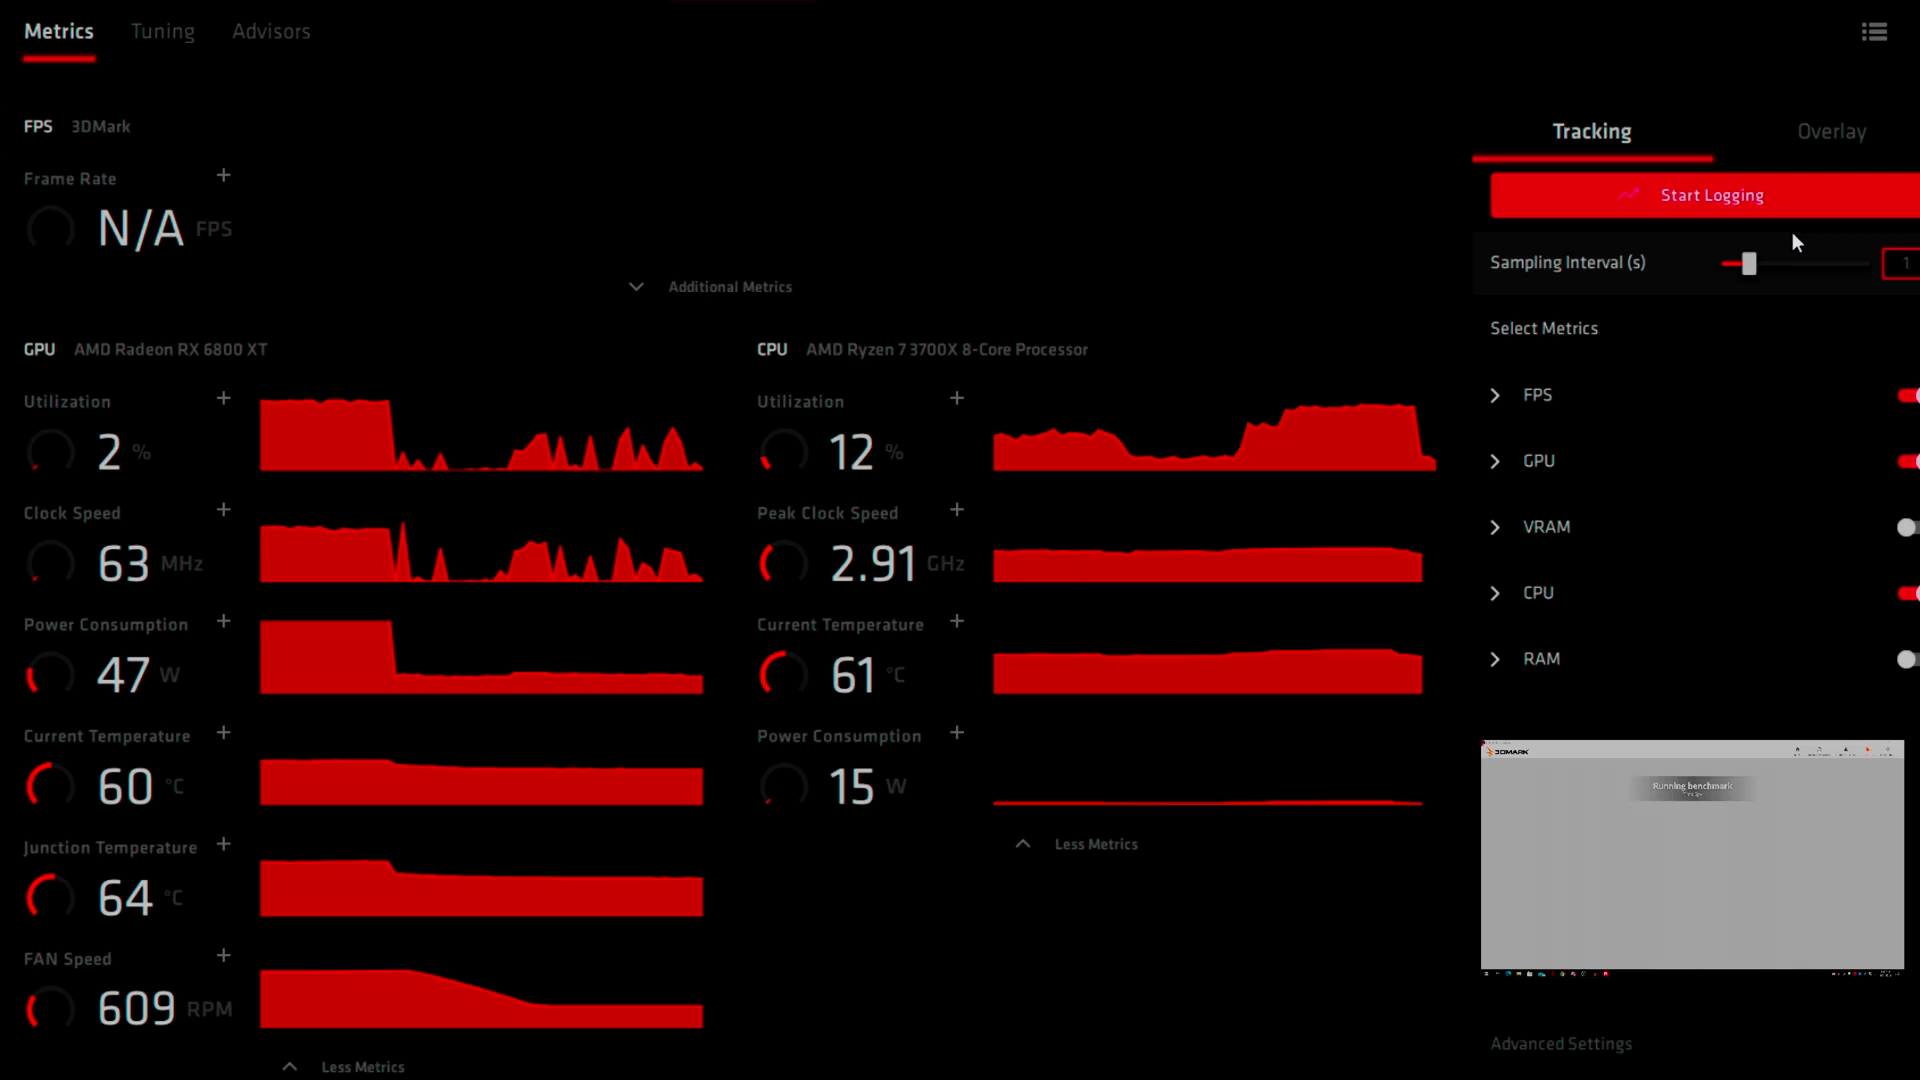 Metrics Tuning Advisors
FPS 3DMark
Frame Rate
N/A FPS
Additional Metrics
GPU AMD Radeon RX 6800 XT
Utilization
2 %
Clock Speed
63 MHz
Power Consumption
47 W
Current Temperature
60 °C
Junction Temperature
64 °C
FAN Speed
609 RPM
Less Metrics
CPU AMD Ryzen 7 3700X 8-Core Processor
Utilization
12 %
Peak Clock Speed
2.91 GHz
Current Temperature
61 °C
Power Consumption
15 W
Less Metrics
Tracking Overlay
Start Logging
Sampling Interval (s) 1
Select Metrics
FPS
GPU
VRAM
CPU
RAM
3DMARK
Running benchmark
Advanced Settings